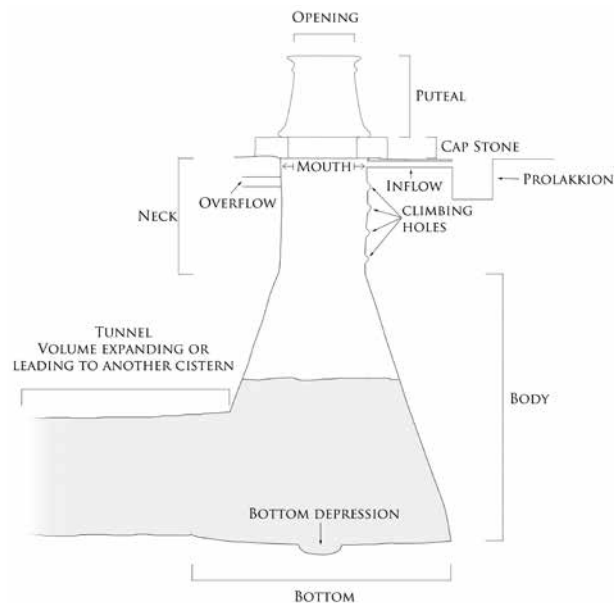 OPENING
PUTEAL
CAP STONE
MOUTH
INFLOW
PROLAKKION
OVERFLOW
NECK
CLIMBING
HOLES
TUNNEL
VOLUME EXPANDING OR
LEADING TO ANOTHER CISTERN
BODY
BOTTOM DEPRESSION
BOTTOM